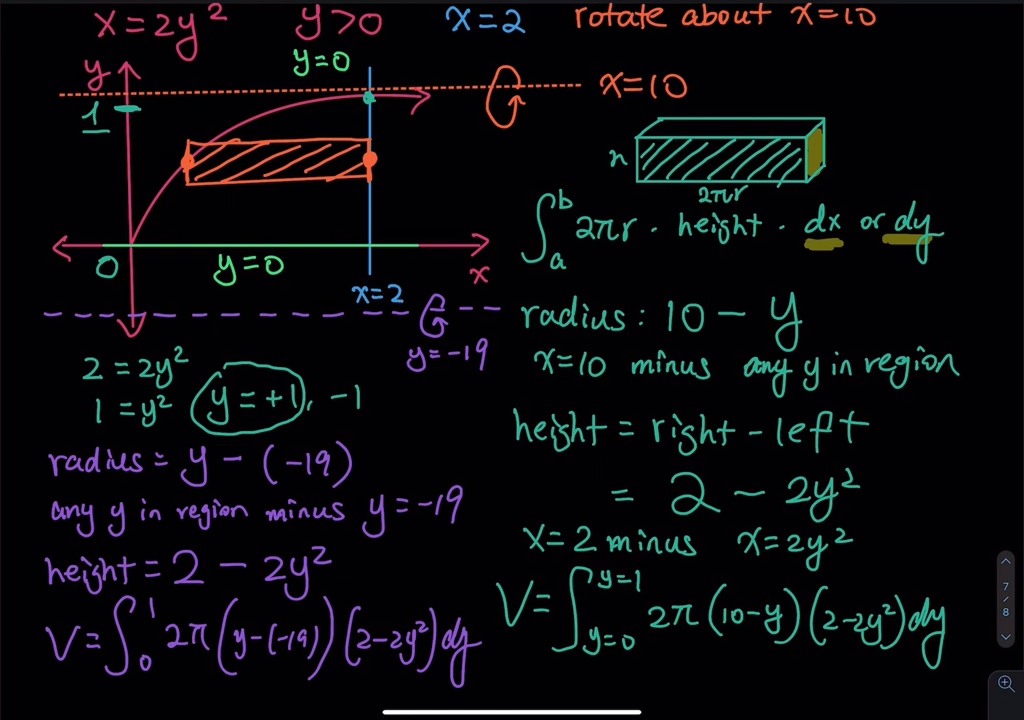 x=2y² y>0 x=2 rotate about x=10
y=0
y
x=10
1
n
2πr
∫ₐᵇ 2πr · height · dx or dy
0
y=0
x
x=2
y=-19
radius: 10 - y
x=10 minus any y in region
2=2y²
1=y² y=+1, -1
height = right - left
= 2 - 2y²
x=2 minus x=2y²
V=∫_{y=0}^{y=1} 2π(10-y)(2-2y²)dy
radius = y - (-19)
any y in region minus y=-19
height = 2 - 2y²
V=∫₀¹ 2π(y-(-19))(2-2y²)dy
7
8